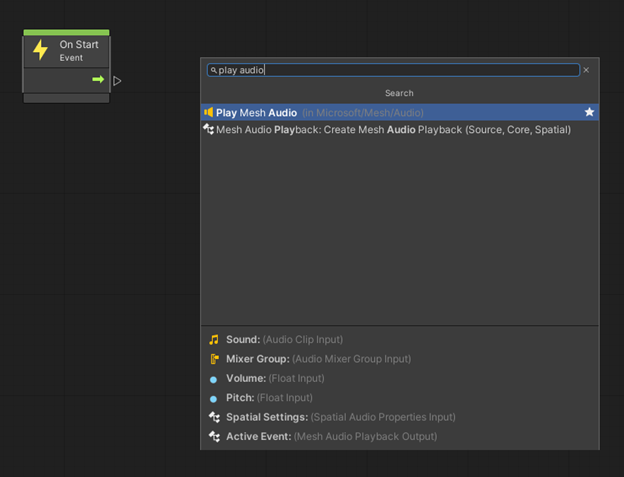 On Start
Event
play audio
Search
Play Mesh Audio (In Microsoft/Mesh/Audio)
Mesh Audio Playback: Create Mesh Audio Playback (Source, Core, Spatial)
Sound: (Audio Clip Input)
Mixer Group: (Audio Mixer Group Input)
Volume: (Float Input)
Pitch: (Float Input)
Spatial Settings: (Spatial Audio Properties Input)
Active Event: (Mesh Audio Playback Output)